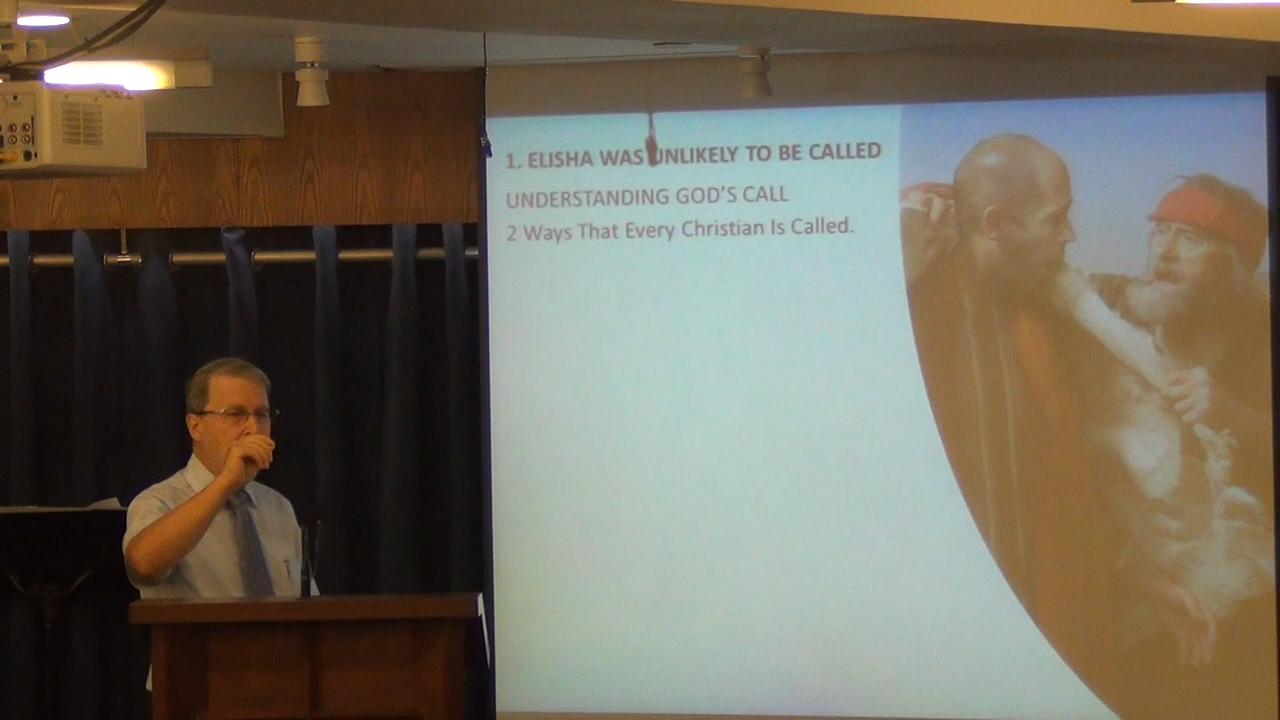 1. ELISHA WAS UNLIKELY TO BE CALLED
UNDERSTANDING GOD'S CALL
2 Ways That Every Christian Is Called.